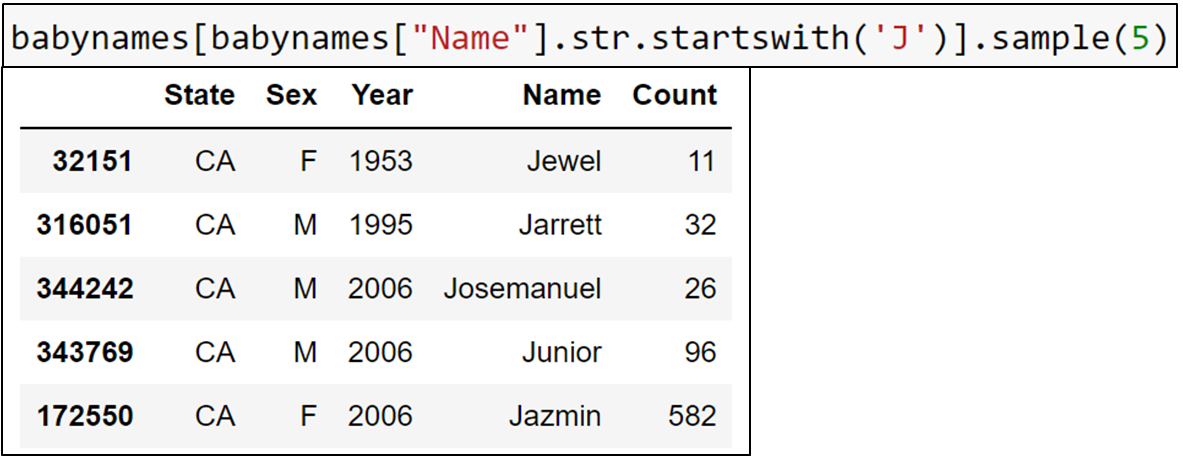 babynames[babynames["Name"].str.startswith('J')].sample(5)
State Sex Year Name Count
32151 CA F 1953 Jewel 11
316051 CA M 1995 Jarrett 32
344242 CA M 2006 Josemanuel 26
343769 CA M 2006 Junior 96
172550 CA F 2006 Jazmin 582